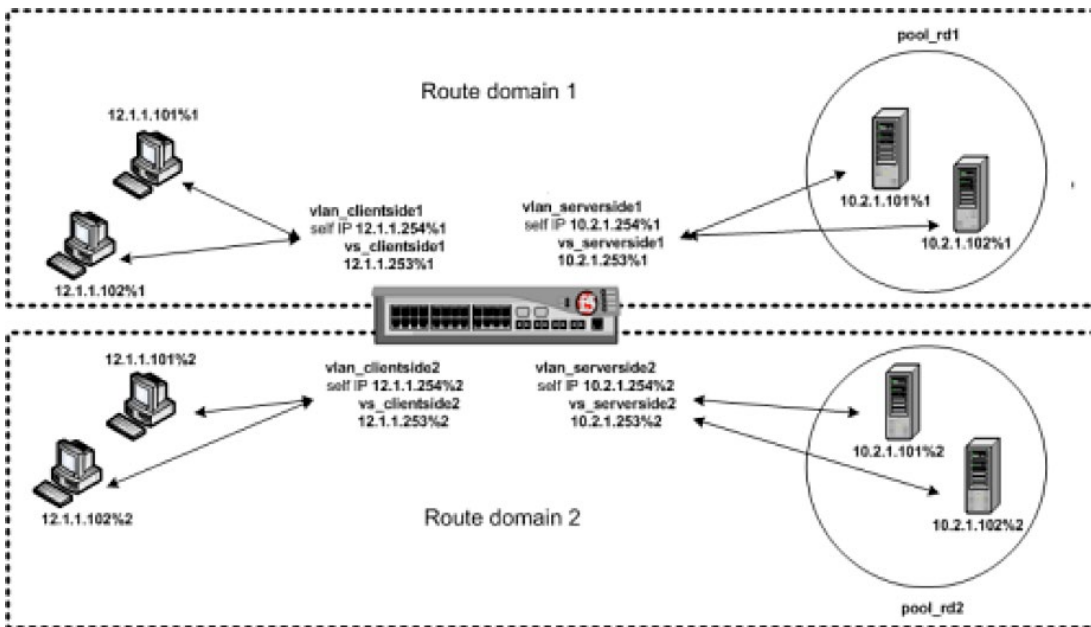 pool_rd1
Route domain 1
12.1.1.101%1
vlan_clientside1
self IP 12.1.1.254%1
vs_clientside1
12.1.1.253%1
vlan_serverside1
self IP 10.2.1.254%1
vs_serverside1
10.2.1.253%1
10.2.1.101%1
10.2.1.102%1
12.1.1.102%1
f5
12.1.1.101%2
vlan_clientside2
self IP 12.1.1.254%2
vs_clientside2
12.1.1.253%2
vlan_serverside2
self IP 10.2.1.254%2
vs_serverside2
10.2.1.253%2
10.2.1.101%2
12.1.1.102%2
Route domain 2
10.2.1.102%2
pool_rd2